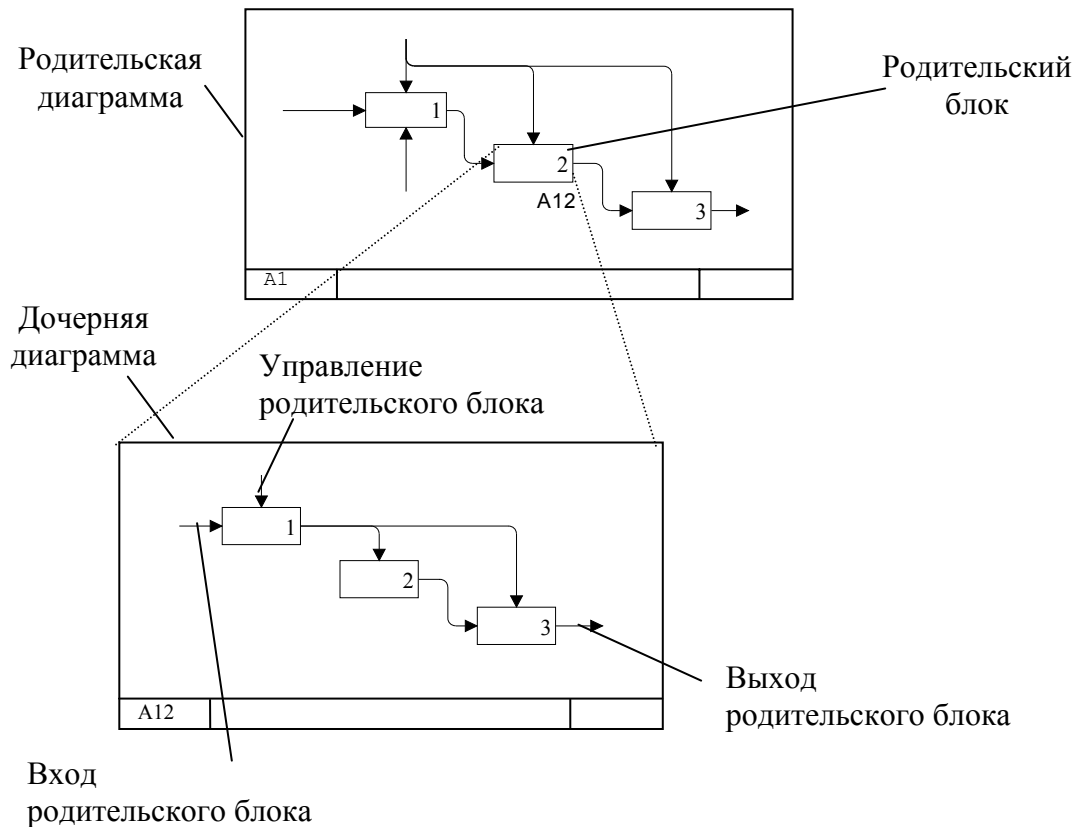 Родительская
диаграмма
Родительский
блок
1
2
A12
3
A1
Дочерняя
диаграмма
Управление
родительского блока
1
2
3
A12
Выход
родительского блока
Вход
родительского блока